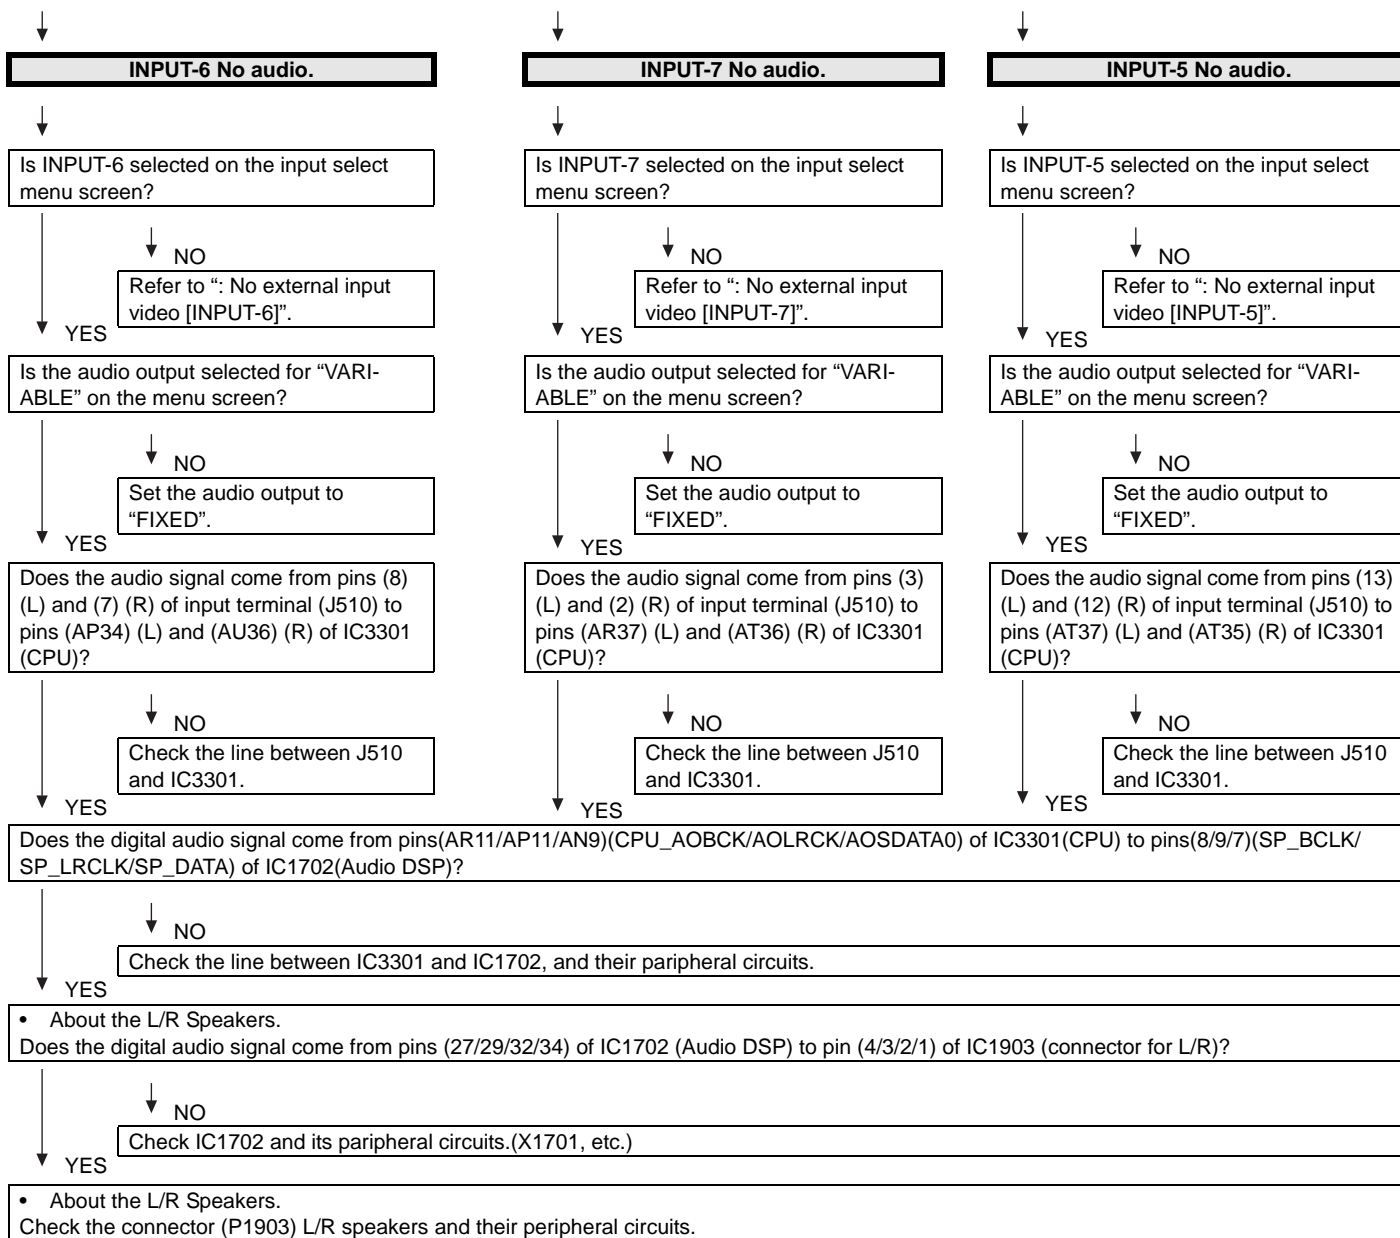 INPUT-6 No audio.
INPUT-7 No audio.
INPUT-5 No audio.
Is INPUT-6 selected on the input select
menu screen?
Is INPUT-7 selected on the input select
menu screen?
Is INPUT-5 selected on the input select
menu screen?
NO
Refer to “: No external input
video [INPUT-6]”.
YES
NO
Refer to “: No external input
video [INPUT-7]”.
YES
NO
Refer to “: No external input
video [INPUT-5]”.
YES
Is the audio output selected for “VARI-
ABLE” on the menu screen?
Is the audio output selected for “VARI-
ABLE” on the menu screen?
Is the audio output selected for “VARI-
ABLE” on the menu screen?
NO
Set the audio output to
“FIXED”.
YES
NO
Set the audio output to
“FIXED”.
YES
NO
Set the audio output to
“FIXED”.
YES
Does the audio signal come from pins (8)
(L) and (7) (R) of input terminal (J510) to
pins (AP34) (L) and (AU36) (R) of IC3301
(CPU)?
Does the audio signal come from pins (3)
(L) and (2) (R) of input terminal (J510) to
pins (AR37) (L) and (AT36) (R) of IC3301
(CPU)?
Does the audio signal come from pins (13)
(L) and (12) (R) of input terminal (J510) to
pins (AT37) (L) and (AT35) (R) of IC3301
(CPU)?
NO
Check the line between J510
and IC3301.
YES
NO
Check the line between J510
and IC3301.
YES
NO
Check the line between J510
and IC3301.
YES
Does the digital audio signal come from pins(AR11/AP11/AN9)(CPU_AOBCK/AOLRCK/AOSDATA0) of IC3301(CPU) to pins(8/9/7)(SP_BCLK/
SP_LRCLK/SP_DATA) of IC1702(Audio DSP)?
NO
Check the line between IC3301 and IC1702, and their paripheral circuits.
YES
• About the L/R Speakers.
Does the digital audio signal come from pins (27/29/32/34) of IC1702 (Audio DSP) to pin (4/3/2/1) of IC1903 (connector for L/R)?
NO
Check IC1702 and its paripheral circuits.(X1701, etc.)
YES
• About the L/R Speakers.
Check the connector (P1903) L/R speakers and their peripheral circuits.